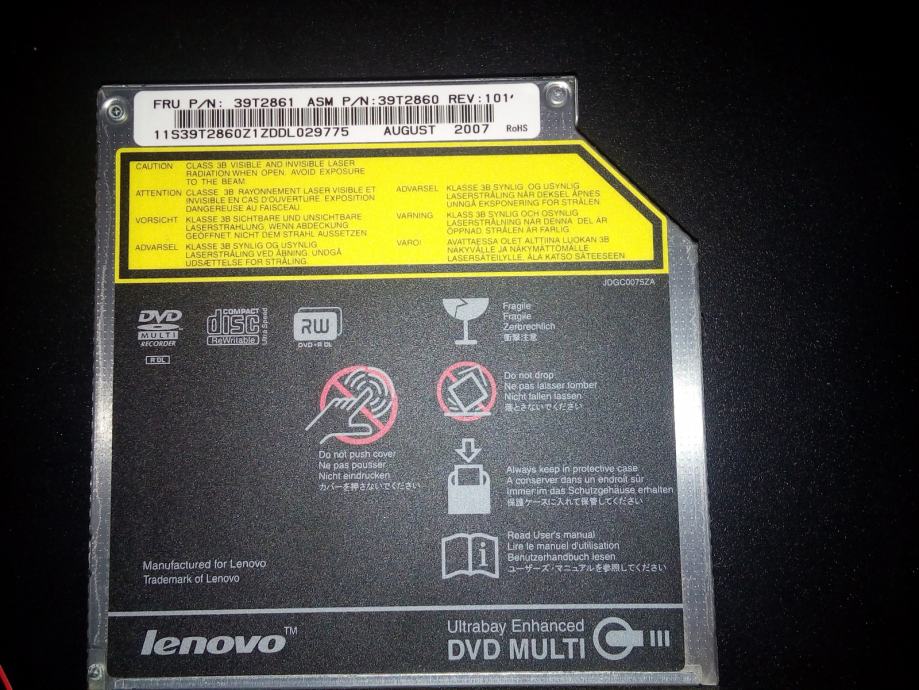 FRU P/N: 39T2861 ASM P/N:39T2860 REV:101'
11S39T2860Z1ZDDL029775 AUGUST 2007 RoHS
CAUTION CLASS 3B VISIBLE AND INVISIBLE LASER
RADIATION WHEN OPEN. AVOID EXPOSURE
TO THE BEAM.
ATTENTION CLASSE 3B RAYONNEMENT LASER VISIBLE ET
INVISIBLE EN CAS D'OUVERTURE. EXPOSITION
DANGEREUSE AU FAISCEAU.
VORSICHT KLASSE 3B SICHTBARE UND UNSICHTBARE
LASERSTRAHLUNG, WENN ABDECKUNG
GEÖFFNET. NICHT DEM STRAHL AUSSETZEN
ADVARSEL KLASSE 3B SYNLIG OG USYNLIG
LASERSTRÅLING VED ÅBNING. UNDGÅ
UDSÆTTELSE FOR STRÅLING.
ADVARSEL KLASSE 3B SYNLIG OG USYNLIG
LASERSTRÅLING NÅR DEKSEL ÅPNES
UNNGÅ EKSPONERING FOR STRÅLEN
VARNING KLASS 3B SYNLIG OCH OSYNLIG
LASERSTRÅLNING NÄR DENNA DEL ÄR
ÖPPNAD STRÅLEN ÄR FARLIG.
VARO! AVATTAESSA OLET ALTTIINA LUOKAN 3B
NÄKYVÄLLE JA NÄKYMÄTTÖMÄLLE
LASERSÄTEILYLLE, ÄLÄ KATSO SÄTEESEEN
JDGC0075ZA
DVD
MULTI
RECORDER
R DL
COMPACT
disc
ReWritable
Ultra Speed
RW
DVD+R DL
Fragile
Fragile
Zerbrechlich
衝撃注意
Do not drop
Ne pas laisser tomber
Nicht fallen lassen
落とさないでください
Do not push cover
Ne pas pousser
Nicht eindrucken
カバーを押さないでください
Always keep in protective case
A conserver dans un endroit sûr
Immer im das Schutzgehäuse erhalten
保護ケースに入れて保管してください
Read User's manual
Lire le manuel d'utilisation
Benutzerhandbouch lesen
ユーザーズ・マニュアルを参照してください
Manufactured for Lenovo
Trademark of Lenovo
lenovo TM
Ultrabay Enhanced
DVD MULTI